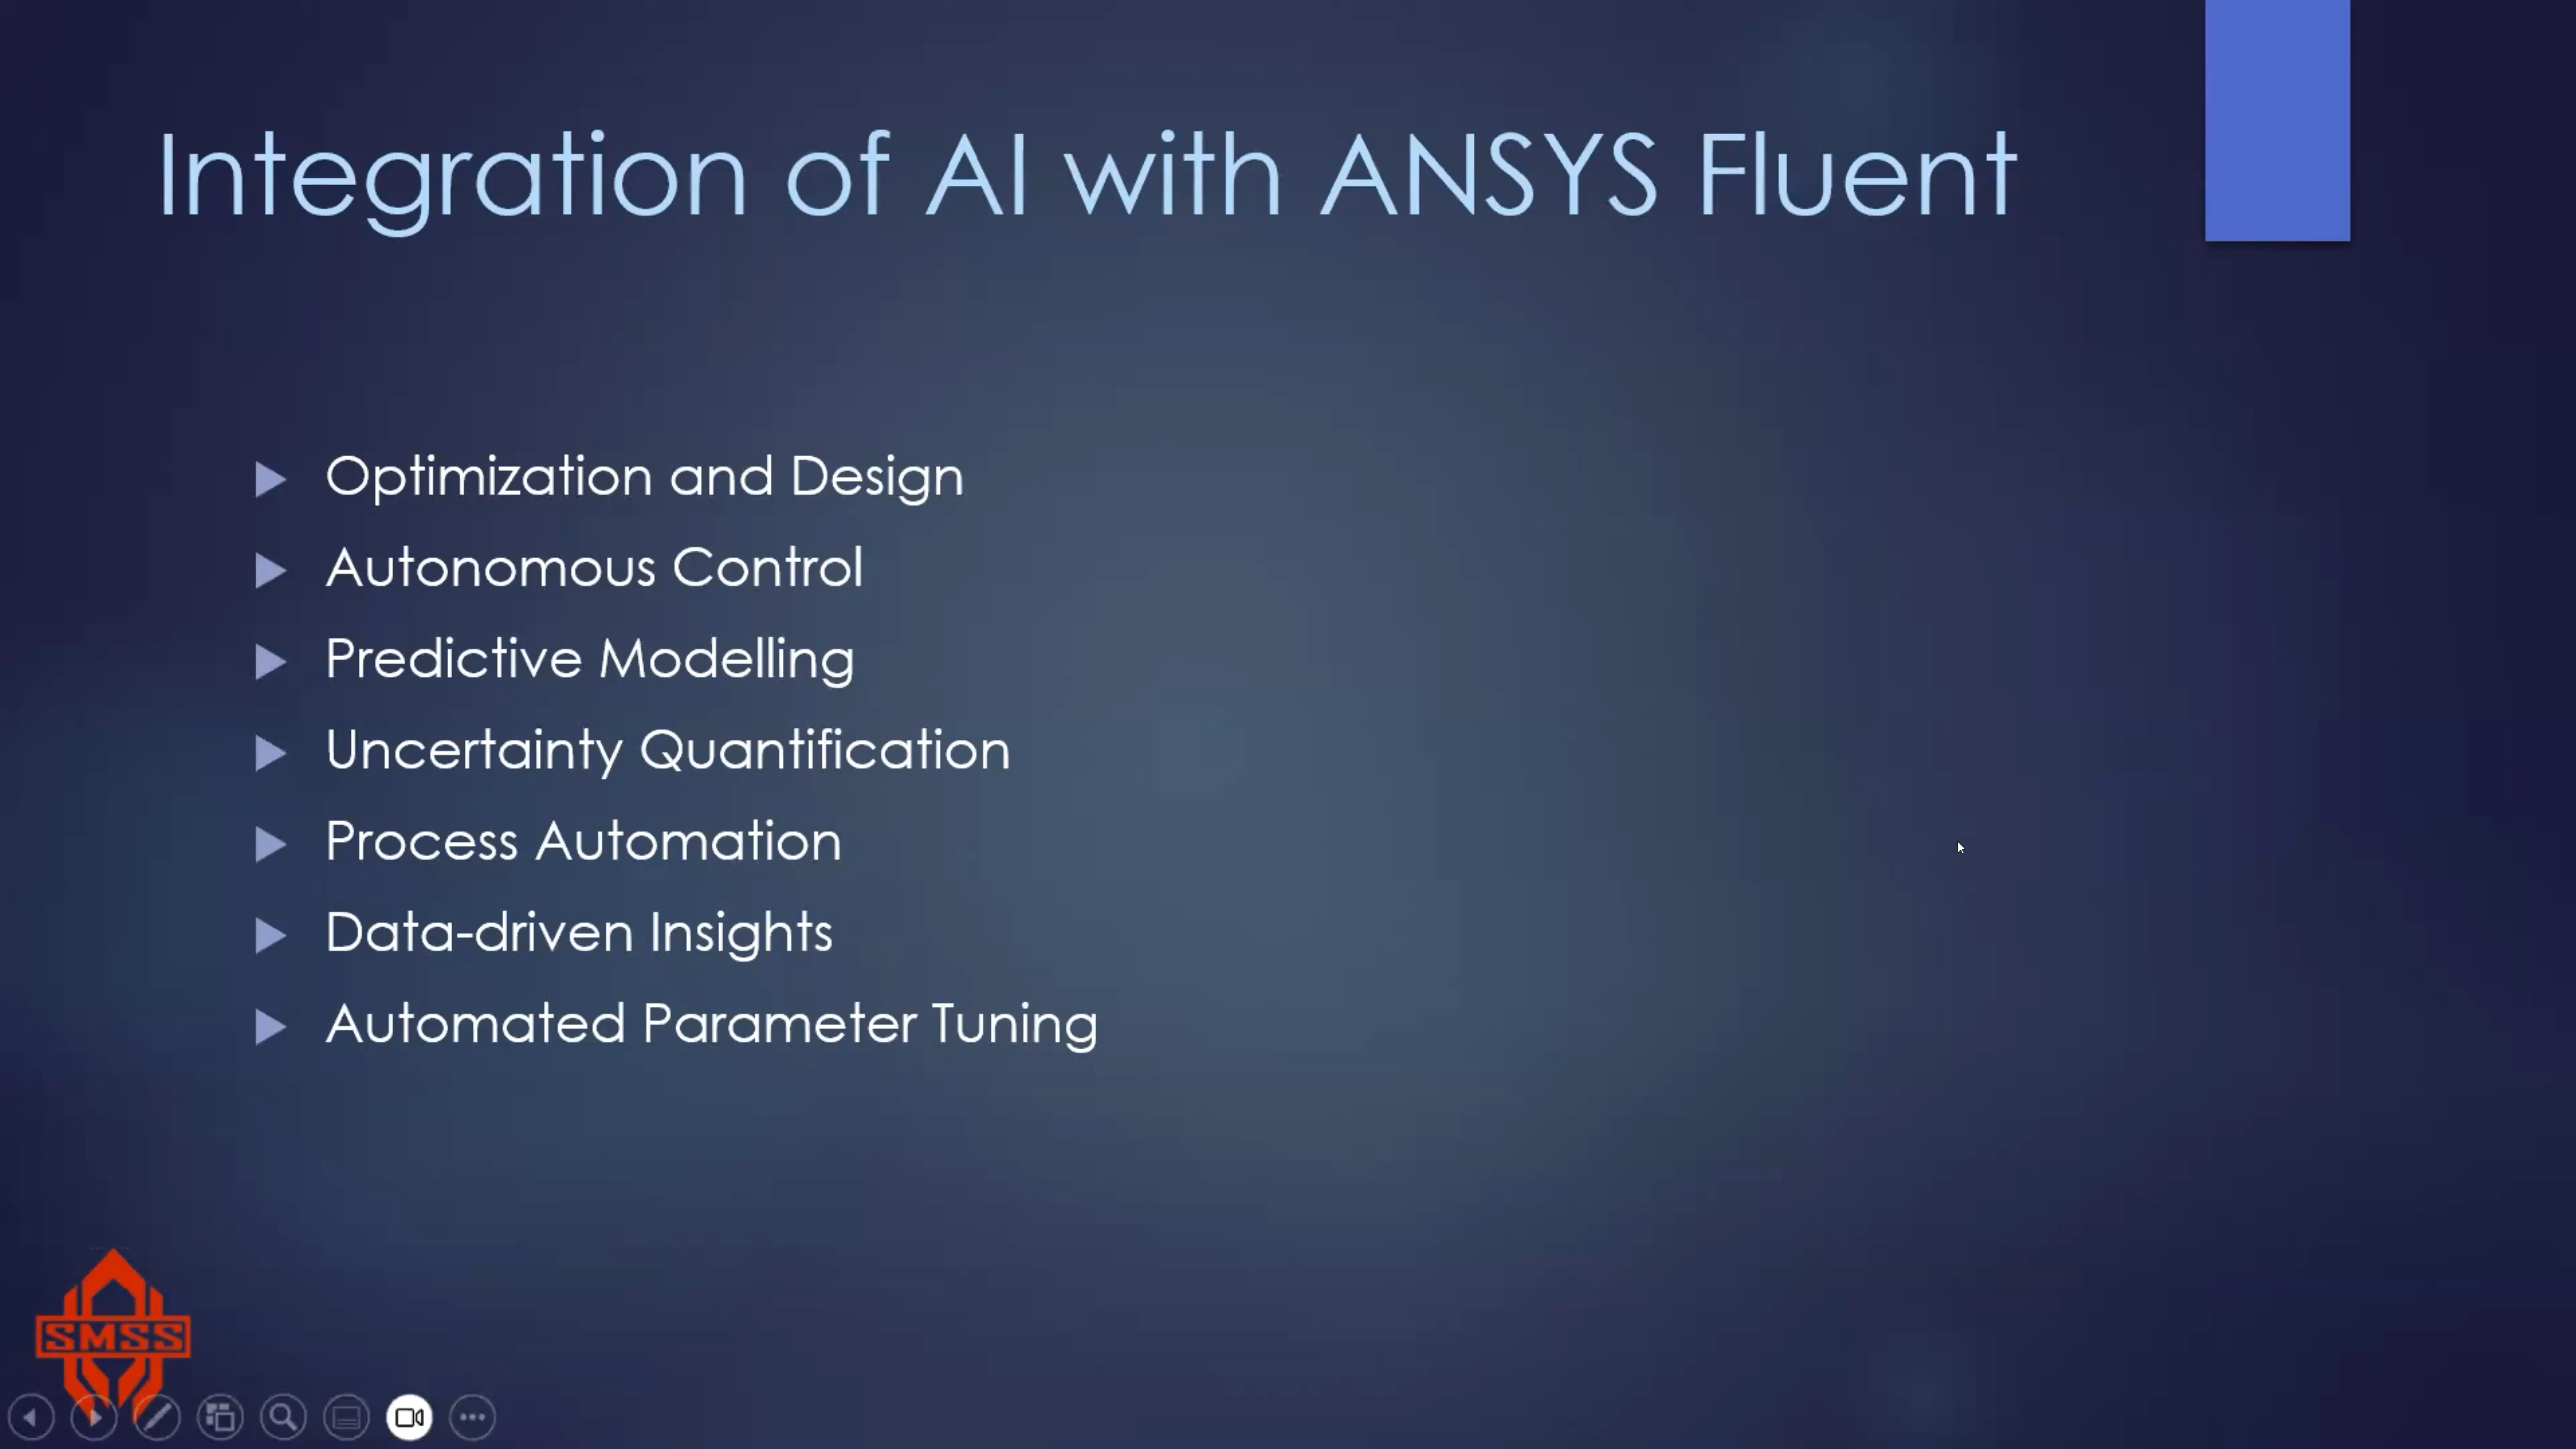 Integration of AI with ANSYS Fluent
Optimization and Design
Autonomous Control
Predictive Modelling
Uncertainty Quantification
Process Automation
Data-driven Insights
Automated Parameter Tuning
SMSS